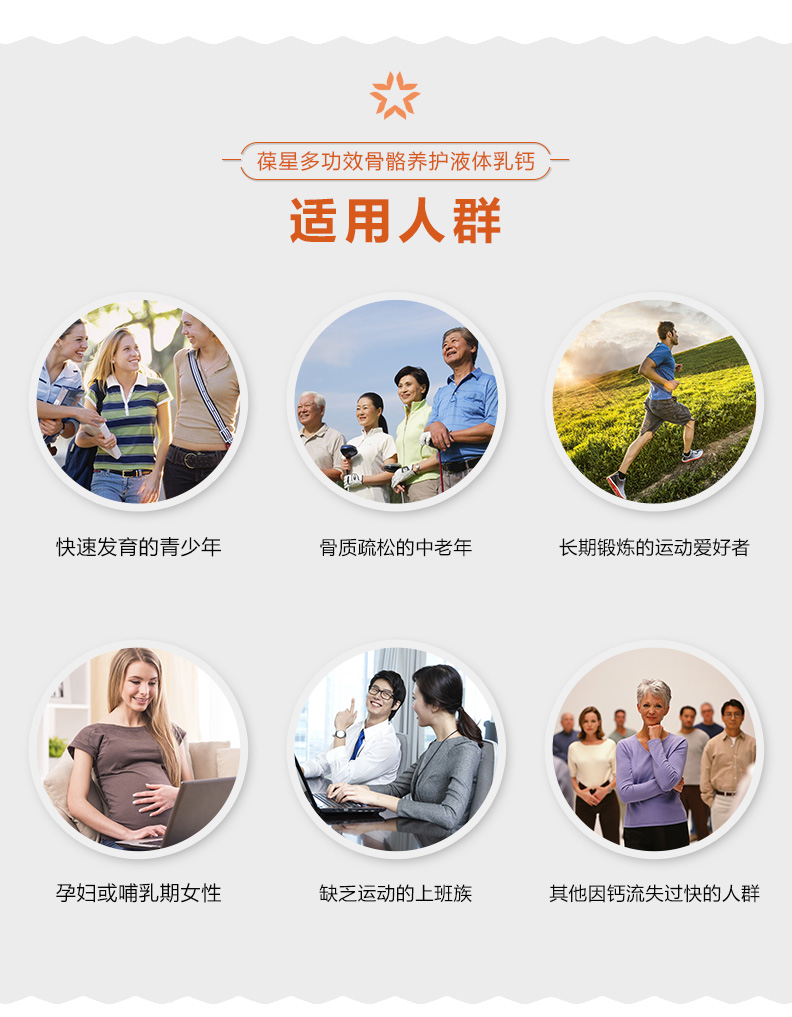 葆星多功效骨骼养护液体乳钙
适用人群
快速发育的青少年
骨质疏松的中老年
长期锻炼的运动爱好者
孕妇或哺乳期女性
缺乏运动的上班族
其他因钙流失过快的人群